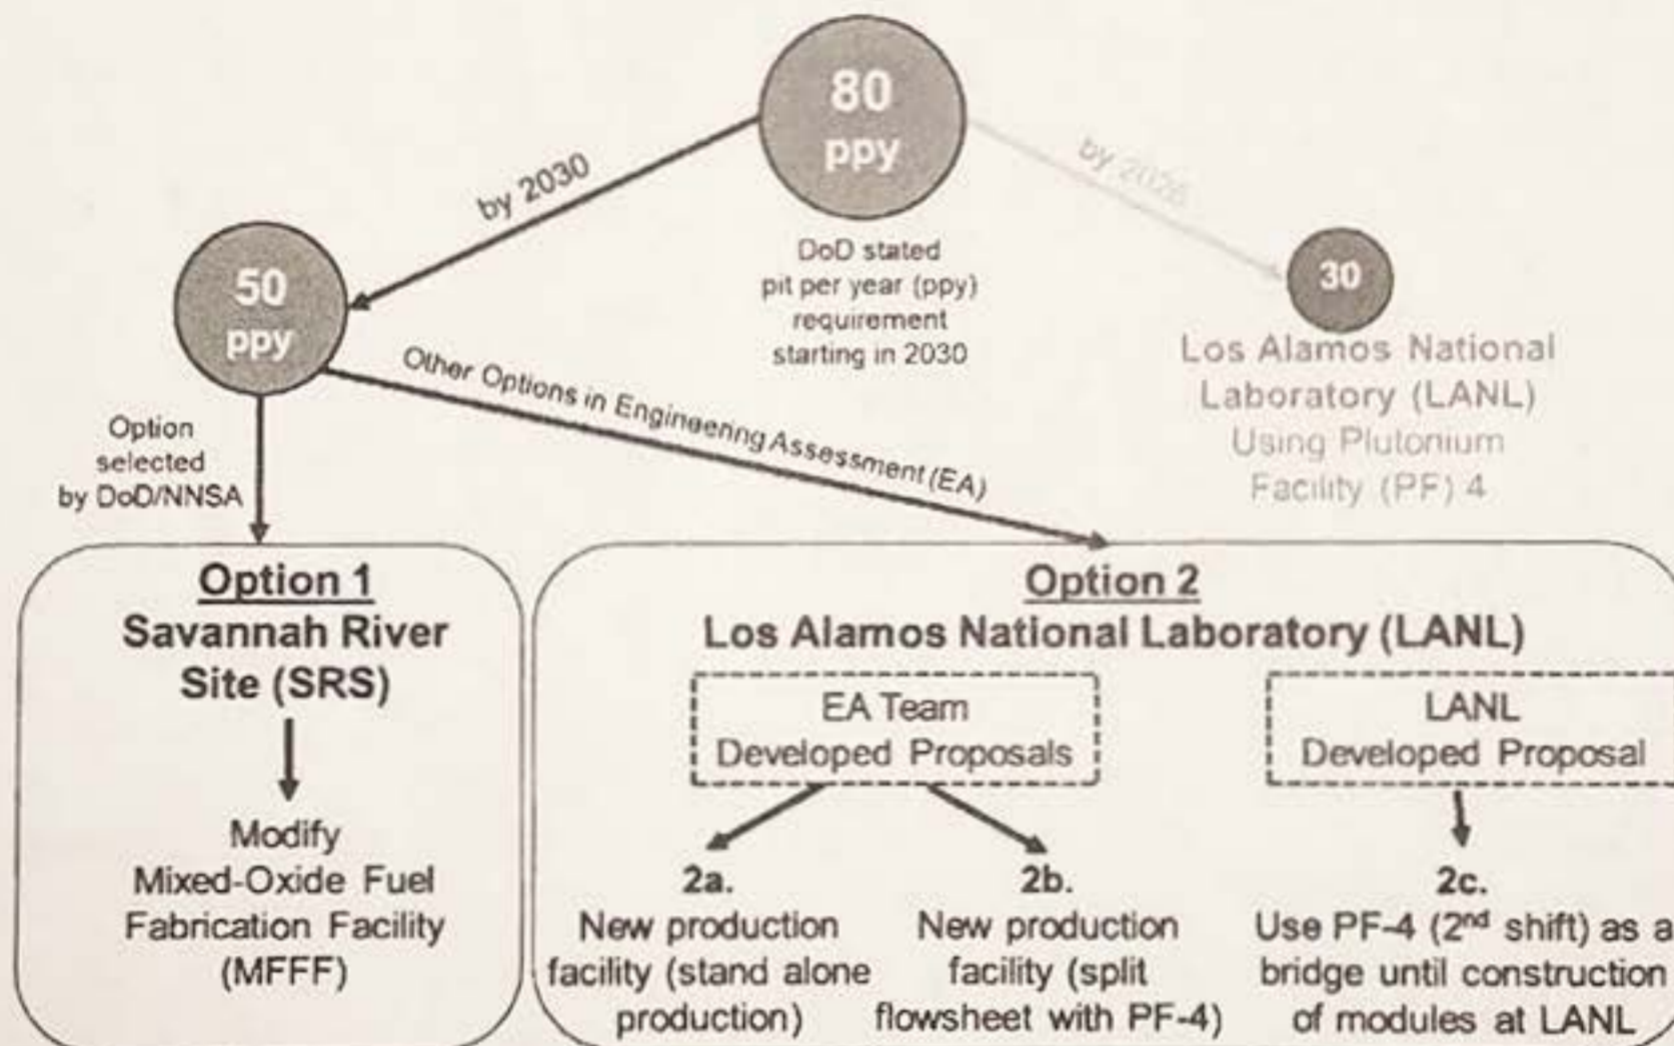 80
ppy
by 2030
by 2026
DoD stated
pit per year (ppy)
requirement
starting in 2030
50
ppy
30
Los Alamos National
Laboratory (LANL)
Using Plutonium
Facility (PF) 4
Other Options in Engineering Assessment (EA)
Option
selected
by DoD/NNSA
Option 1
Savannah River
Site (SRS)
Modify
Mixed-Oxide Fuel
Fabrication Facility
(MFFF)
Option 2
Los Alamos National Laboratory (LANL)
EA Team
Developed Proposals
LANL
Developed Proposal
2a.
New production
facility (stand alone
production)
2b.
New production
facility (split
flowsheet with PF-4)
2c.
Use PF-4 (2nd shift) as a
bridge until construction
of modules at LANL